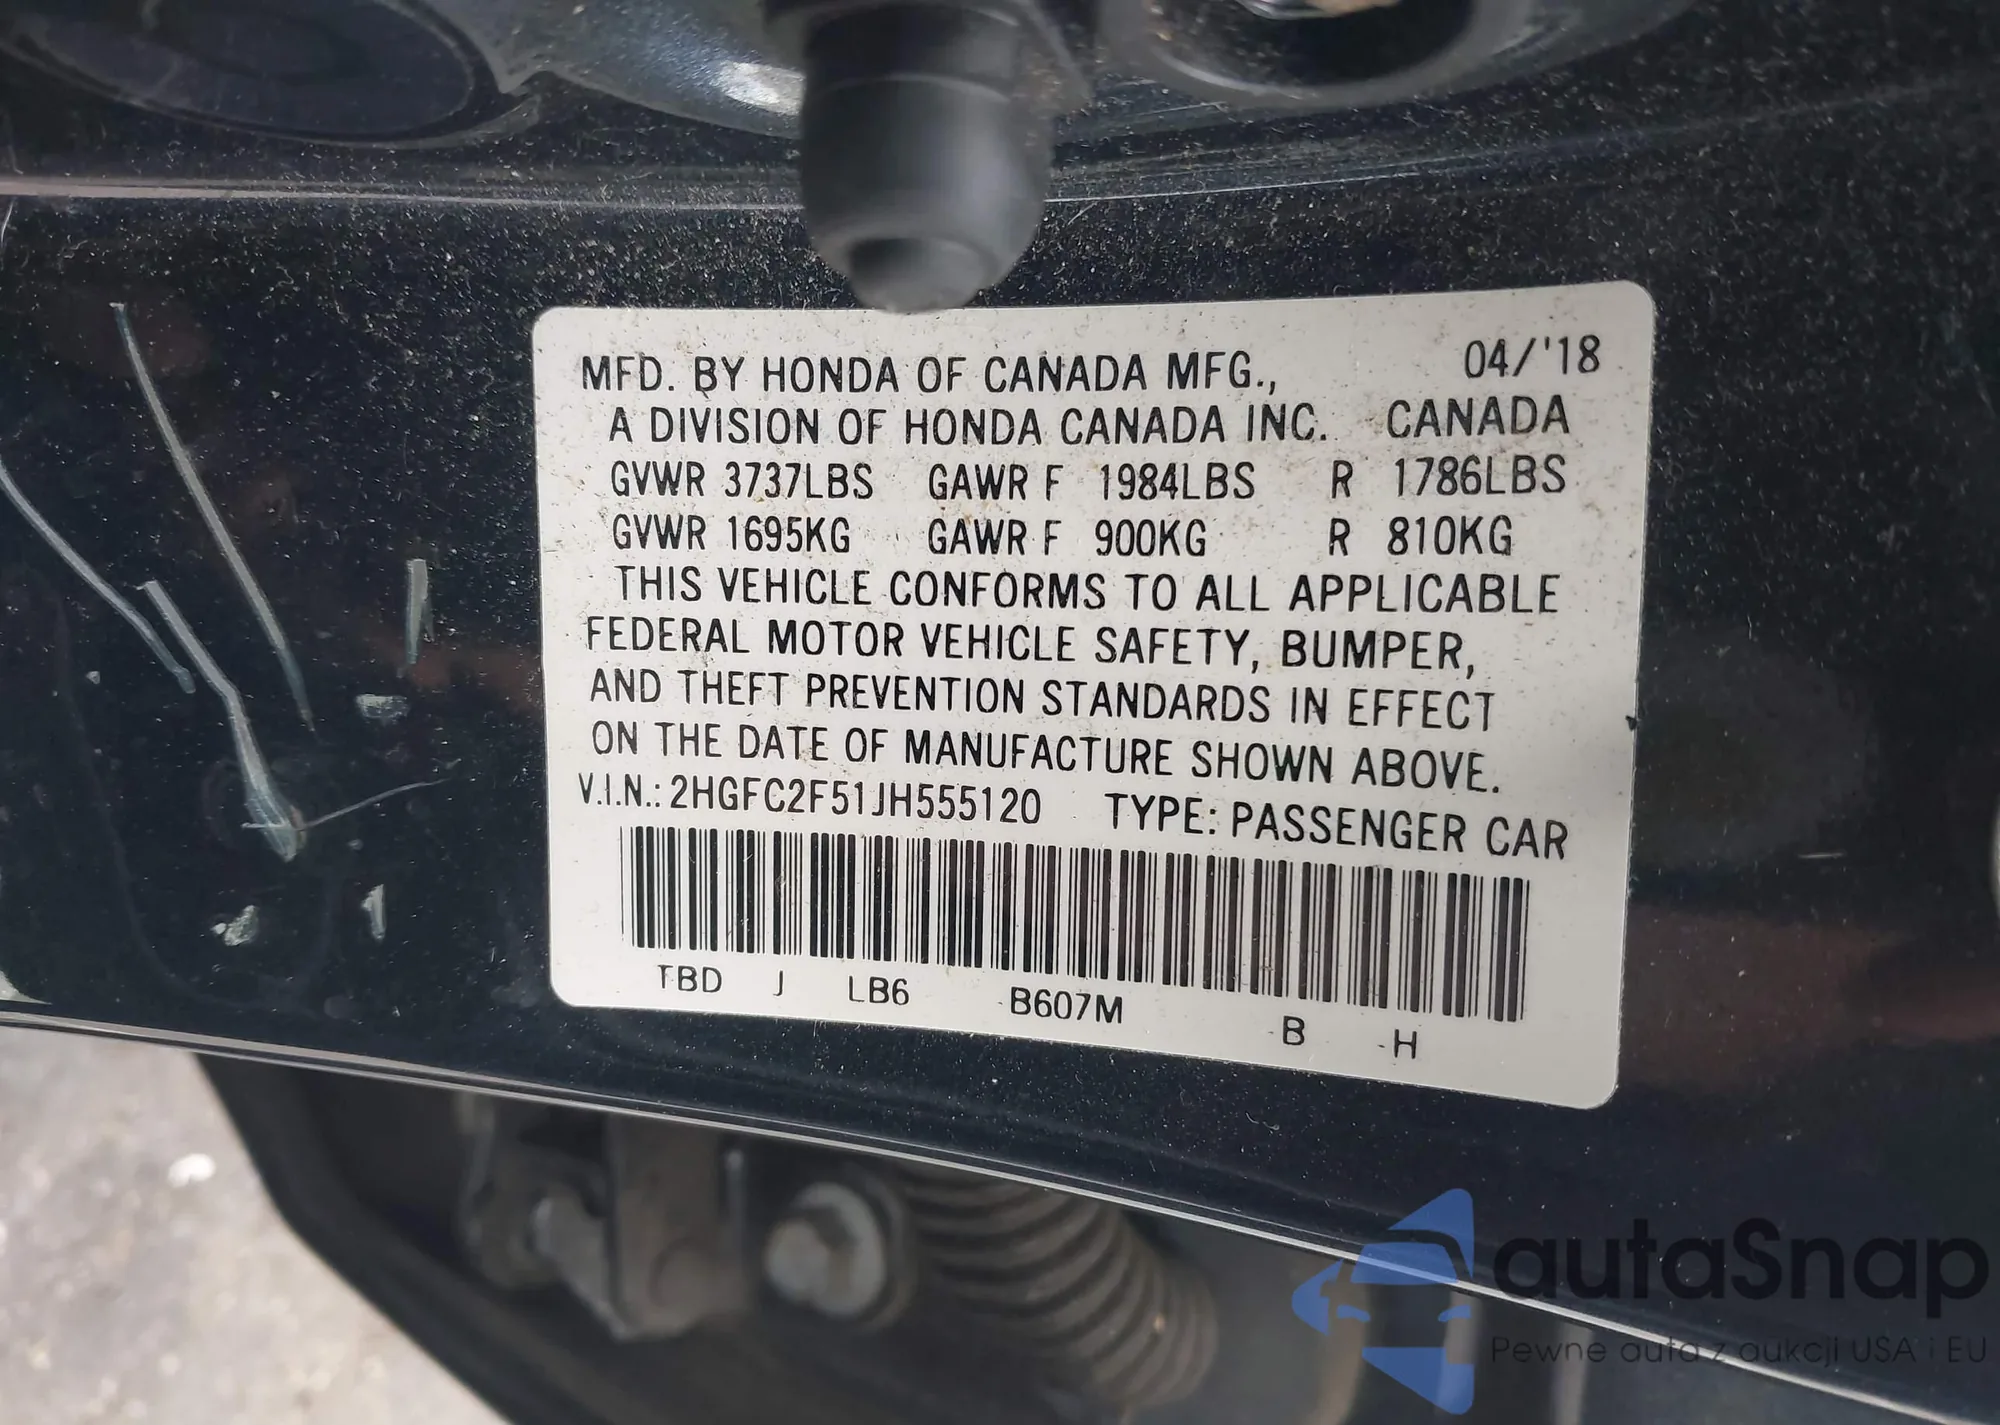 MFD. BY HONDA OF CANADA MFG., 04/'18
A DIVISION OF HONDA CANADA INC. CANADA
GVWR 3737LBS GAWR F 1984LBS R 1786LBS
GVWR 1695KG GAWR F 900KG R 810KG
THIS VEHICLE CONFORMS TO ALL APPLICABLE
FEDERAL MOTOR VEHICLE SAFETY, BUMPER,
AND THEFT PREVENTION STANDARDS IN EFFECT
ON THE DATE OF MANUFACTURE SHOWN ABOVE.
V.I.N.: 2HGFC2F51JH555120 TYPE: PASSENGER CAR
TBD J LB6 B607M B H
autaSnap
Pewne auta z aukcji USA i EU